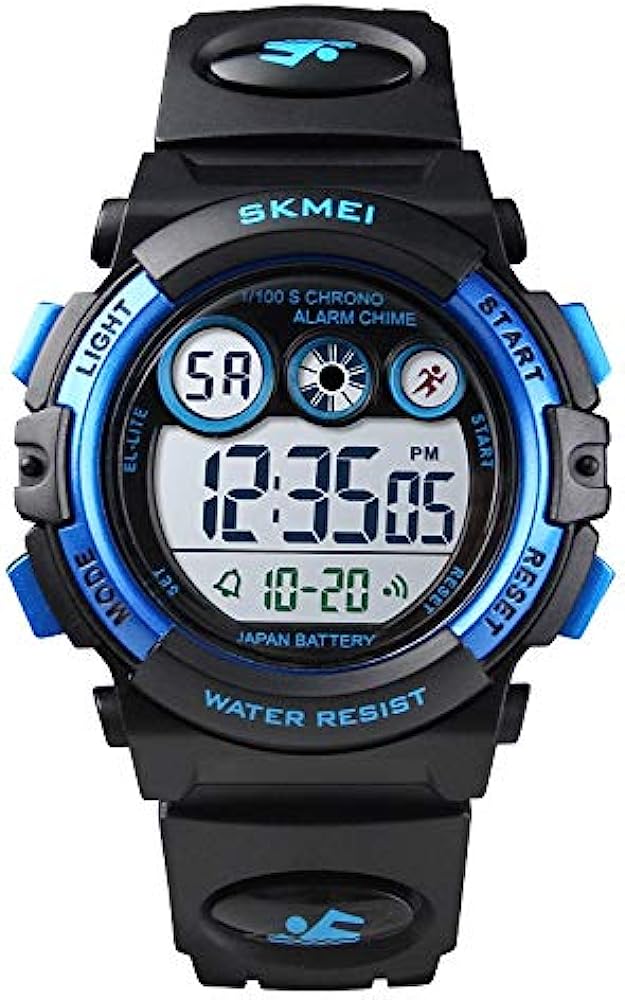 SKMEI
1/100 S CHRONO
ALARM CHIME
LIGHT
START
SA
EL-LITE
START
PM
12:35 05
MODE
SET
10-20
RESET
RESET
JAPAN BATTERY
WATER RESIST